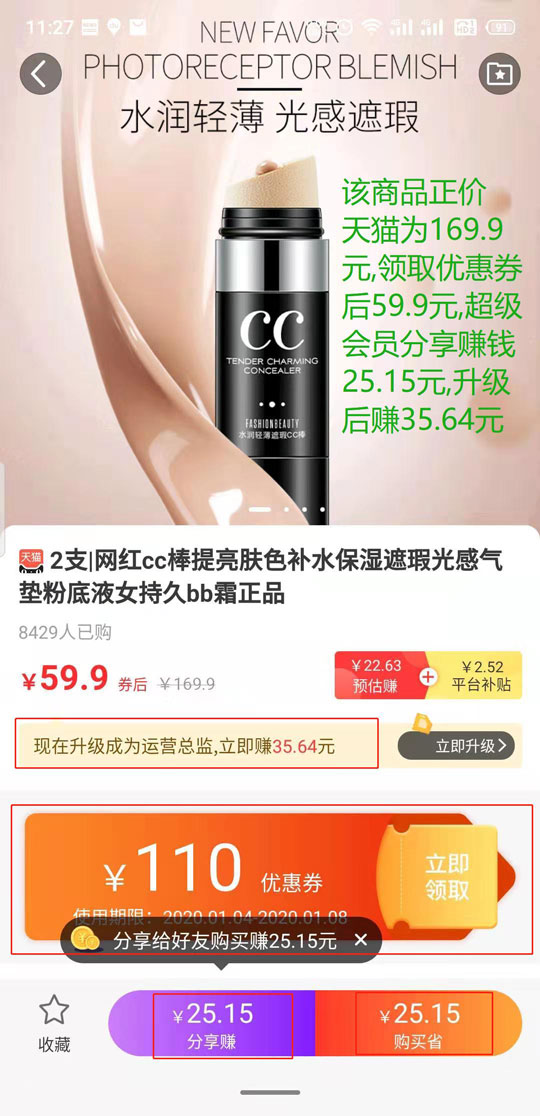 11:27
91
NEW FAVOR
PHOTORECEPTOR BLEMISH
水润轻薄 光感遮瑕
该商品正价
天猫为169.9
元,领取优惠券
后59.9元,超级
会员分享赚钱
25.15元,升级
后赚35.64元
CC
TENDER CHARMING
CONCEALER
FASHIONBEAUTY
水润轻薄遮瑕CC棒
天猫 2支|网红cc棒提亮肤色补水保湿遮瑕光感气
垫粉底液女持久bb霜正品
8429人已购
¥59.9 券后 ¥169.9
¥22.63 + ¥2.52
预估赚 平台补贴
现在升级成为运营总监,立即赚35.64元
立即升级>
¥110 优惠券
立即
领取
使用期限：2020.01.04-2020.01.08
分享给好友购买赚25.15元 ×
¥25.15 ¥25.15
收藏 分享赚 购买省